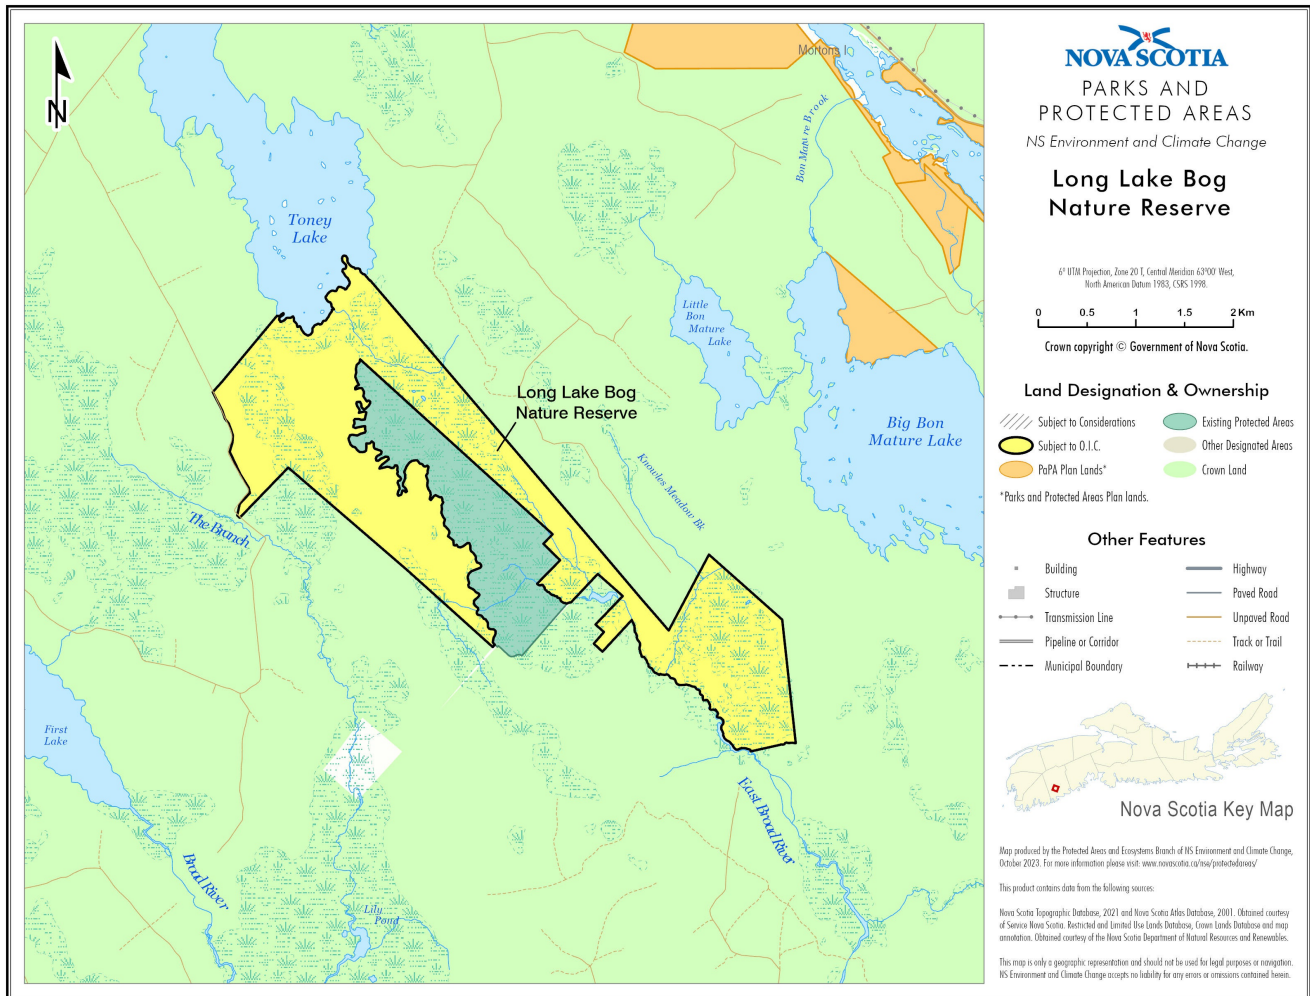 N
Mortons I
Bon Mature Brook
Toney
Lake
Little
Bon
Mature
Lake
Long Lake Bog
Nature Reserve
Big Bon
Mature Lake
Knowles Meadow Bk.
The Branch
First
Lake
East Broad River
Broad River
Lily
Pond
NOVA SCOTIA
PARKS AND
PROTECTED AREAS
NS Environment and Climate Change
Long Lake Bog
Nature Reserve
6° UTM Projection, Zone 20 T, Central Meridian 63°00' West,
North American Datum 1983, CSRS 1998.
0 0.5 1 1.5 2 Km
Crown copyright © Government of Nova Scotia.
Land Designation & Ownership
Subject to Considerations
Existing Protected Areas
Subject to O.I.C.
Other Designated Areas
PaPA Plan Lands*
Crown Land
*Parks and Protected Areas Plan lands.
Other Features
Building
Highway
Structure
Paved Road
Transmission Line
Unpaved Road
Pipeline or Corridor
Track or Trail
Municipal Boundary
Railway
Nova Scotia Key Map
Map produced by the Protected Areas and Ecosystems Branch of NS Environment and Climate Change,
October 2023. For more information please visit: www.novascotia.ca/nse/protectedareas/
This product contains data from the following sources:
Nova Scotia Topographic Database, 2021 and Nova Scotia Atlas Database, 2001. Obtained courtesy
of Service Nova Scotia. Restricted and Limited Use Lands Database, Crown Lands Database and map
annotation. Obtained courtesy of the Nova Scotia Department of Natural Resources and Renewables.
This map is only a geographic representation and should not be used for legal purposes or navigation.
NS Environment and Climate Change accepts no liability for any errors or omissions contained herein.